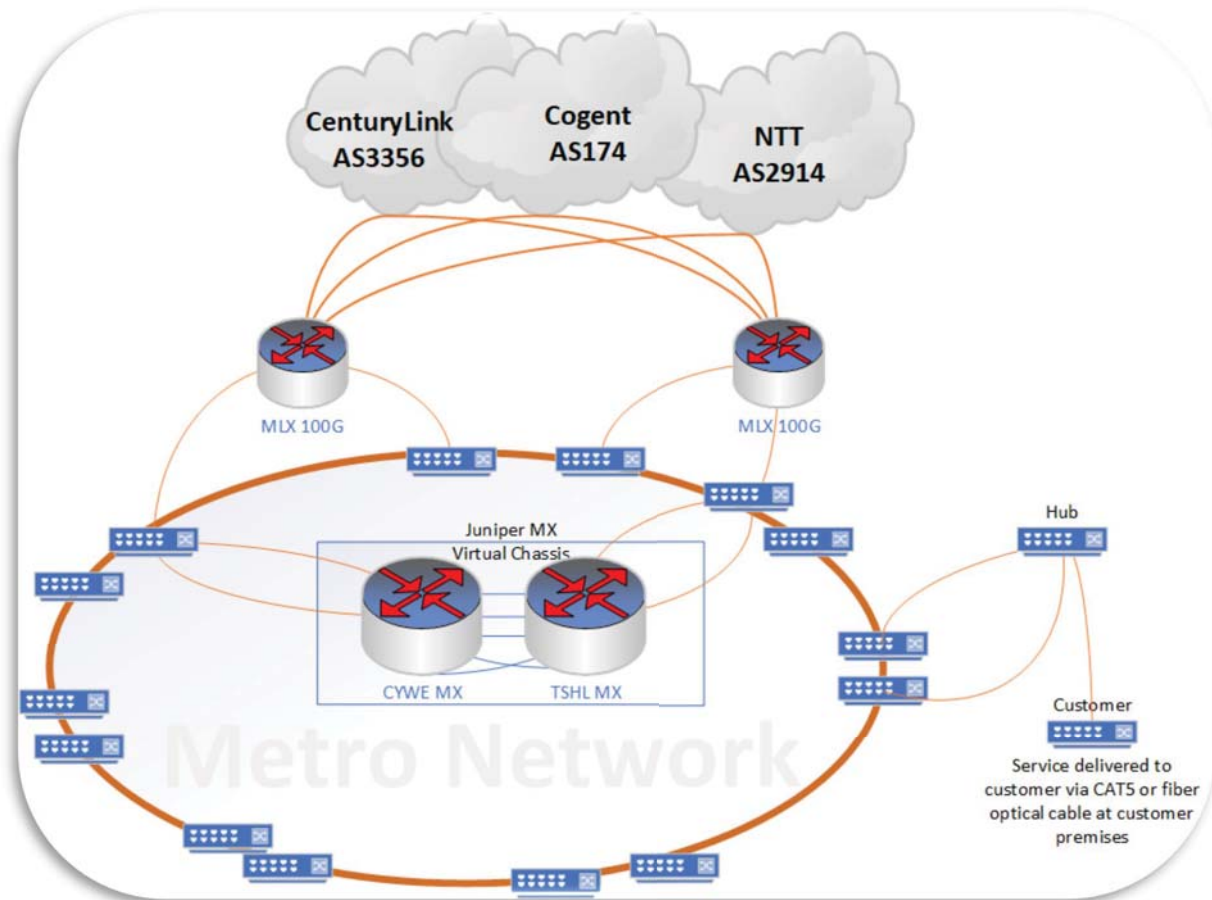 CenturyLink
AS3356
Cogent
AS174
NTT
AS2914
MLX 100G
MLX 100G
Juniper MX
Virtual Chassis
CYWE MX
TSHL MX
Metro Network
Hub
Customer
Service delivered to
customer via CAT5 or fiber
optical cable at customer
premises